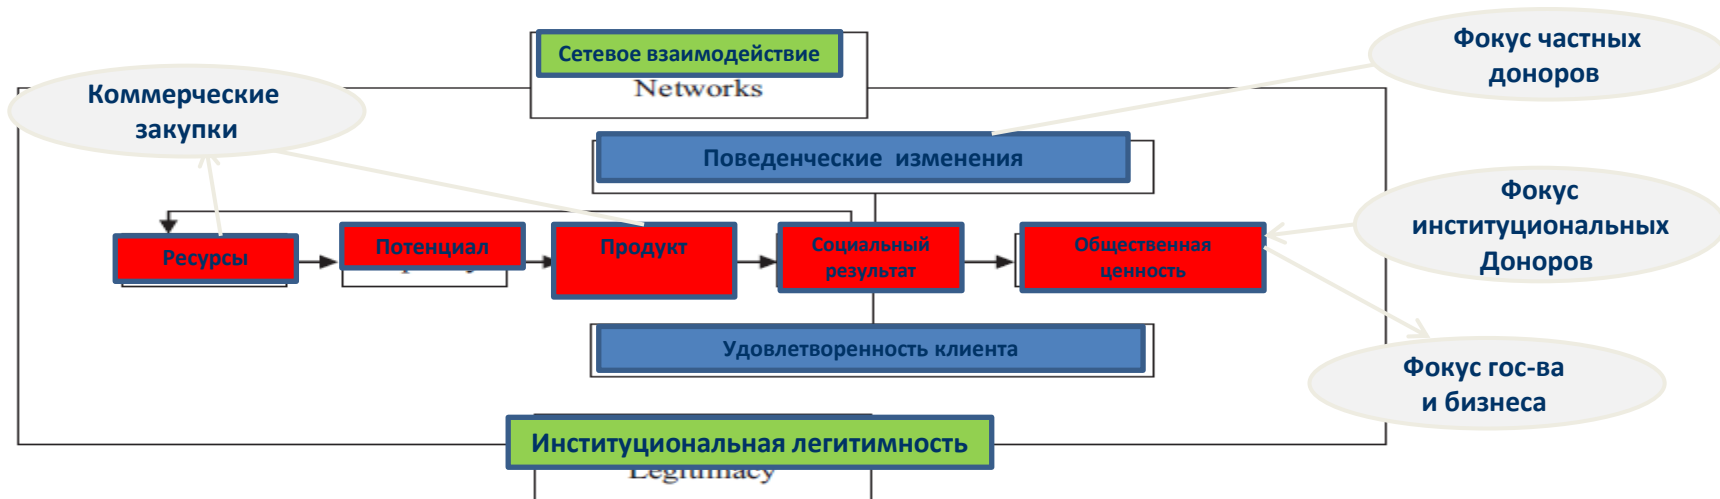 Сетевое взаимодействие
Networks
Фокус частных
доноров
Коммерческие
закупки
Поведенческие изменения
Фокус
институциональных
Доноров
Ресурсы
Потенциал
Продукт
Социальный
результат
Общественная
ценность
Удовлетворенность клиента
Фокус гос-ва
и бизнеса
Институциональная легитимность
Legitimacy